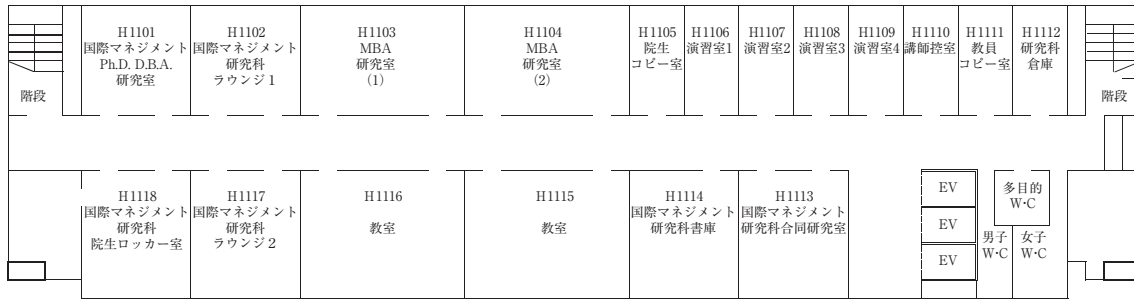 階段
H1101
国際マネジメント
Ph.D. D.B.A.
研究室
H1102
国際マネジメント
研究科
ラウンジ1
H1103
MBA
研究室
(1)
H1104
MBA
研究室
(2)
H1105
院生
コピー室
H1106
演習室1
H1107
演習室2
H1108
演習室3
H1109
演習室4
H1110
講師控室
H1111
教員
コピー室
H1112
研究科
倉庫
階段
H1118
国際マネジメント
研究科
院生ロッカー室
H1117
国際マネジメント
研究科
ラウンジ2
H1116
教室
H1115
教室
H1114
国際マネジメント
研究科書庫
H1113
国際マネジメント
研究科合同研究室
EV
EV
EV
多目的
W·C
男子
W·C
女子
W·C